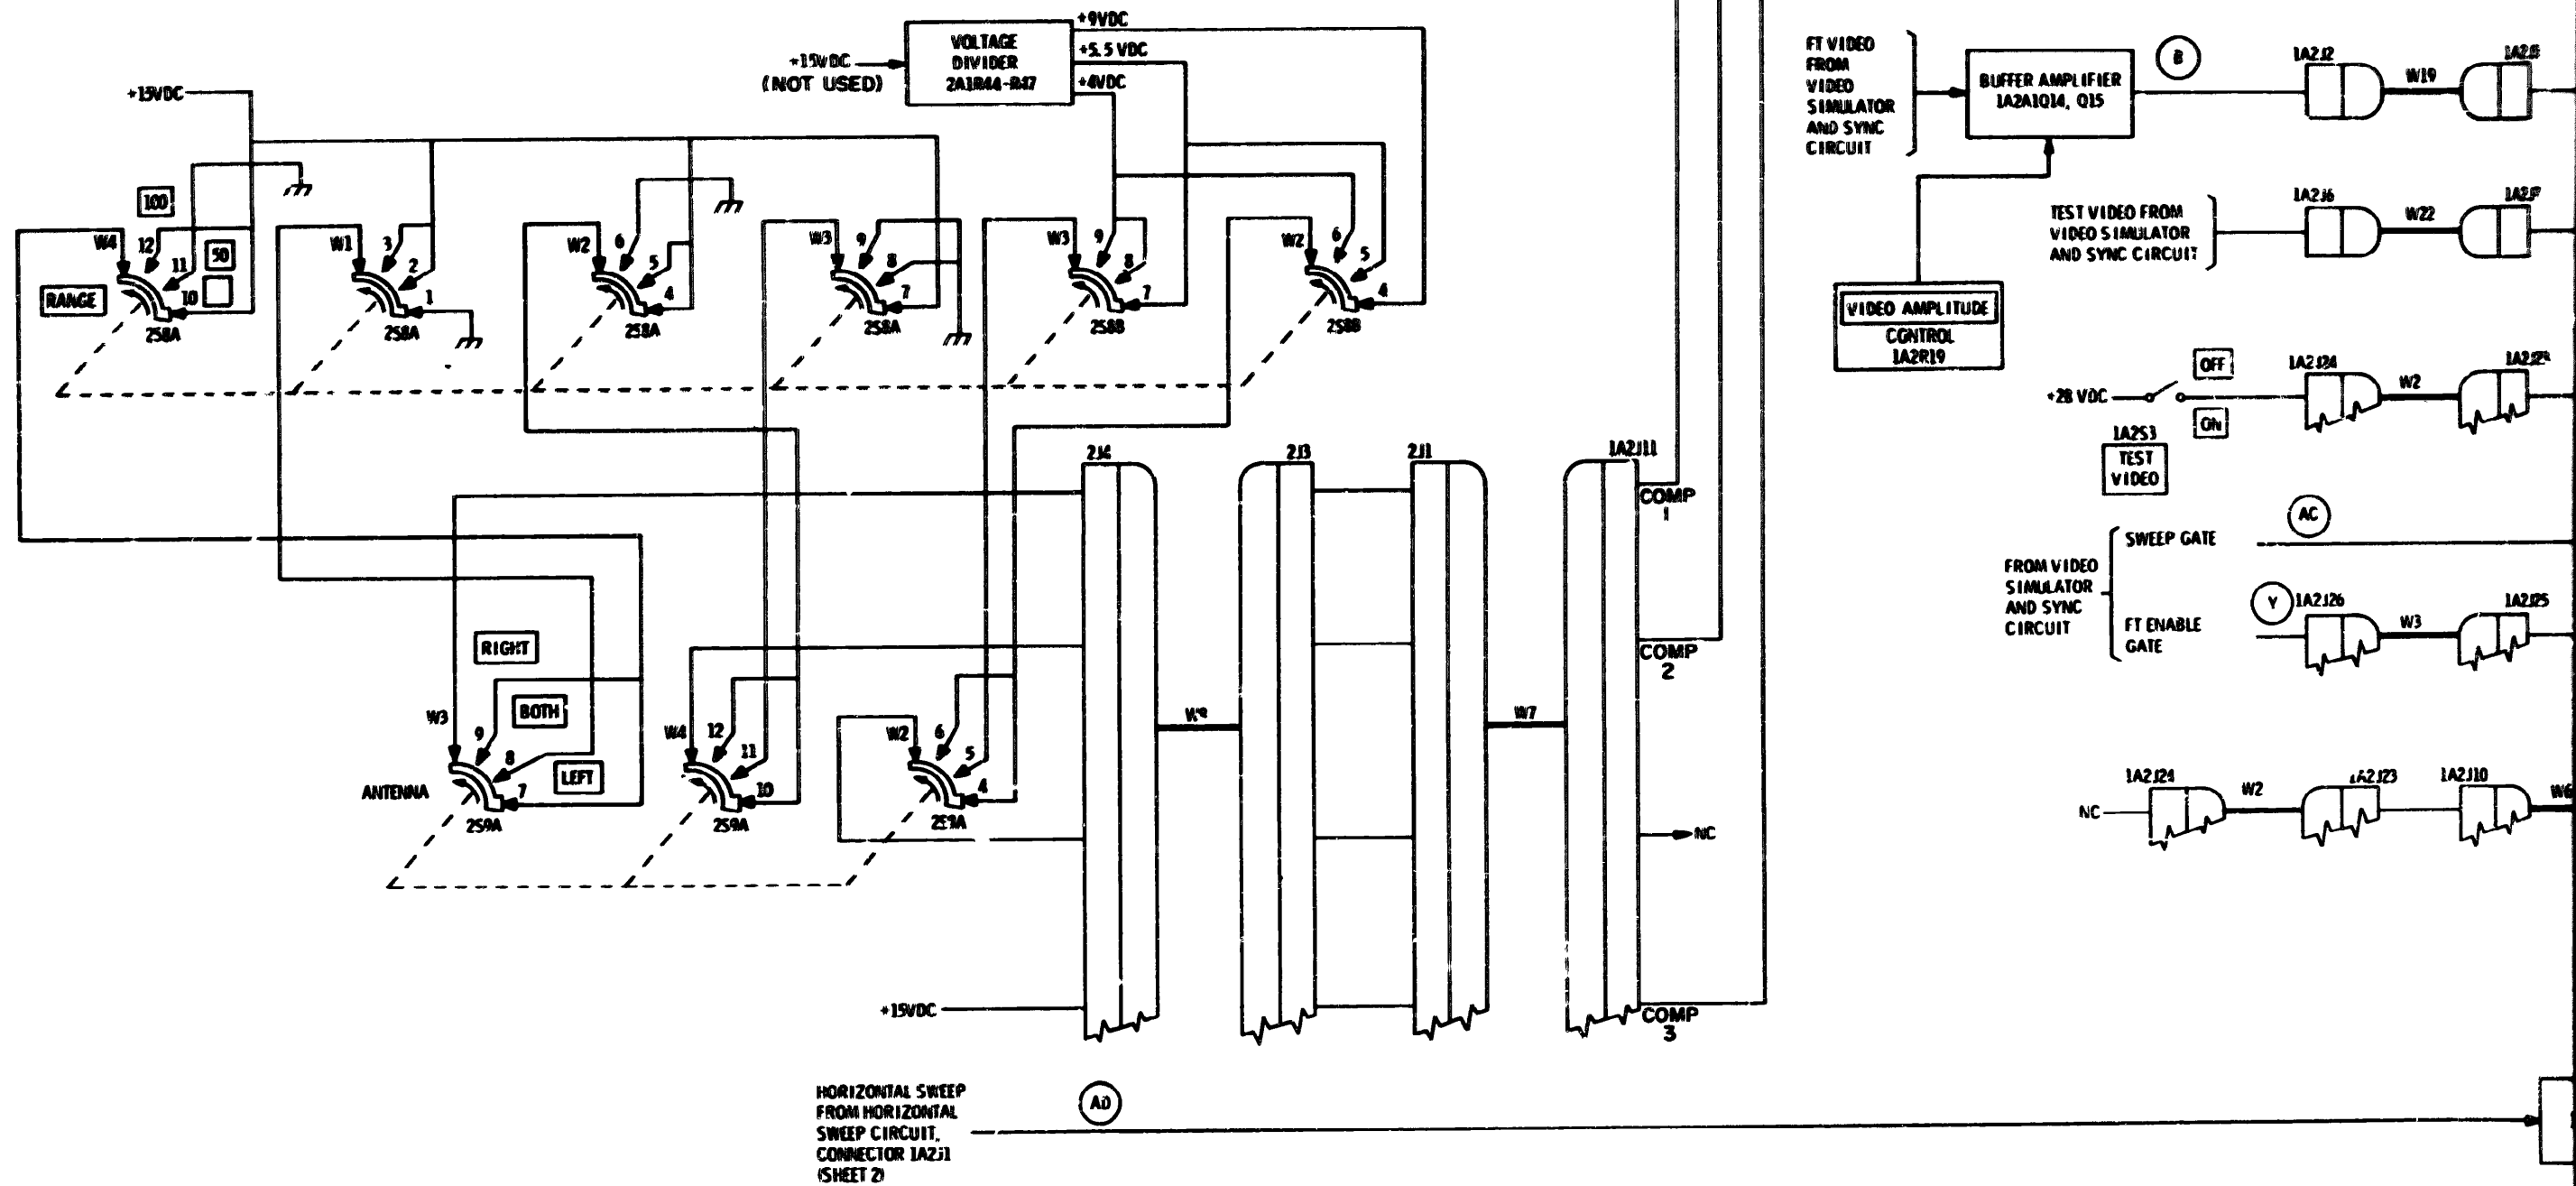 +9VDC
+5.5 VDC
+4VDC
VOLTAGE
DIVIDER
2A1R44-R47
+15VDC
(NOT USED)
+15VDC
100
50
RANGE
W4
12
11
10
2S8A
W1
3
2
1
2S8A
W2
6
5
4
2S8A
W3
9
8
7
2S8A
W3
9
8
7
2S8B
W2
6
5
4
2S8B
RIGHT
BOTH
LEFT
ANTENNA
W3
9
8
7
2S9A
W4
12
11
10
2S9A
W2
6
5
4
2S9A
2J4
2J3
2J1
1A2J11
W7
COMP
1
COMP
2
NC
COMP
3
+15VDC
HORIZONTAL SWEEP
FROM HORIZONTAL
SWEEP CIRCUIT,
CONNECTOR 1A2J1
(SHEET 2)
AD
FT VIDEO
FROM
VIDEO
SIMULATOR
AND SYNC
CIRCUIT
BUFFER AMPLIFIER
1A2A1Q14, Q15
B
1A2J2
W19
VIDEO AMPLITUDE
CONTROL
1A2R19
TEST VIDEO FROM
VIDEO SIMULATOR
AND SYNC CIRCUIT
1A2J6
W22
+28 VDC
OFF
ON
1A2S3
TEST
VIDEO
1A2J24
W2
AC
SWEEP GATE
FROM VIDEO
SIMULATOR
AND SYNC
CIRCUIT
FT ENABLE
GATE
Y
1A2J26
W3
1A2J25
NC
1A2J24
W2
1A2J23
1A2J10
W6